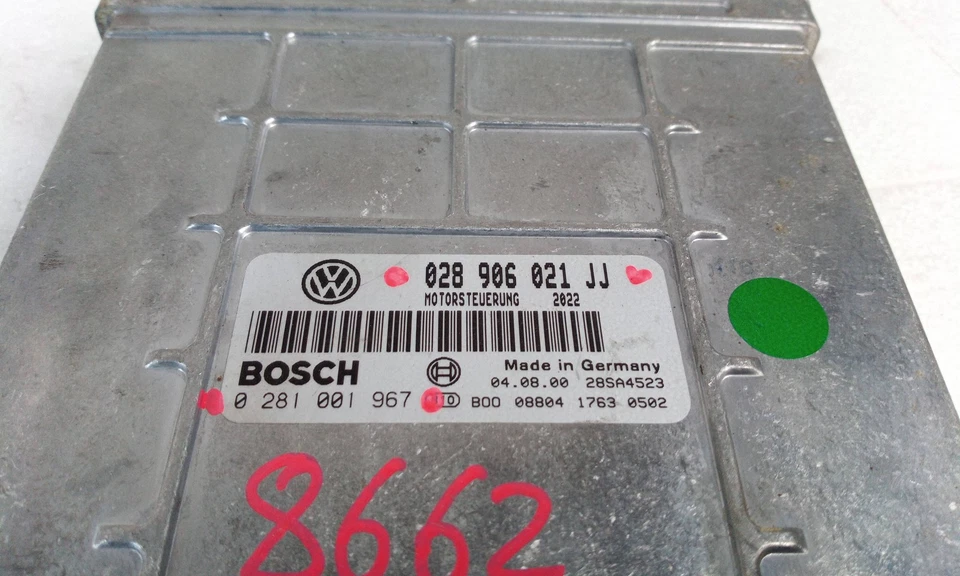 028 906 021 JJ
MOTORSTEUERUNG 2022
BOSCH
Made in Germany
04.08.00 28SA4523
0 281 001 967 B00 08804 1763 0502
8662